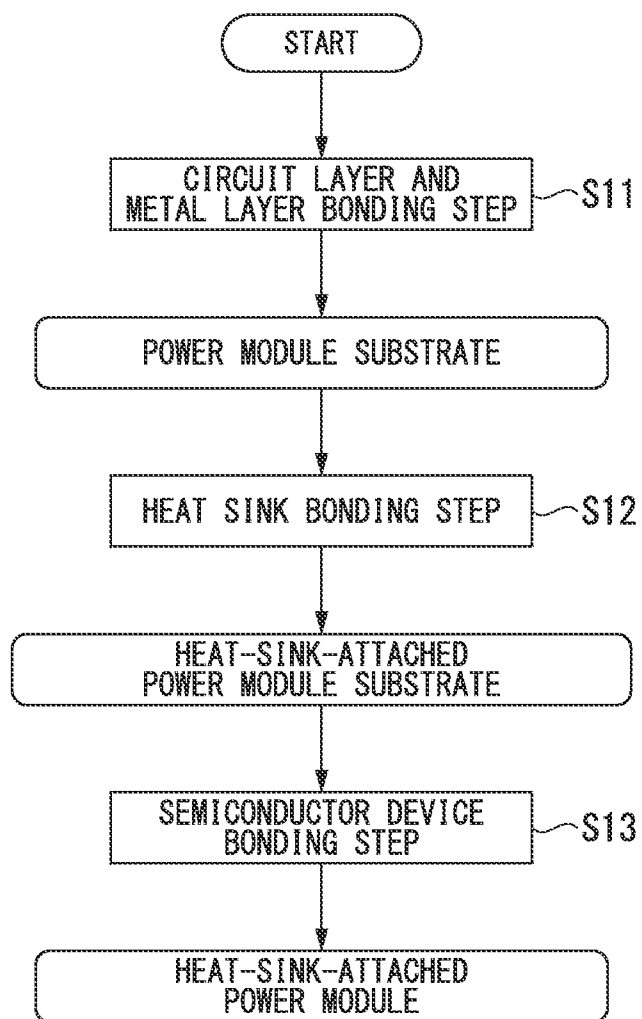 START
CIRCUIT LAYER AND
METAL LAYER BONDING STEP
S11
POWER MODULE SUBSTRATE
HEAT SINK BONDING STEP
S12
HEAT-SINK-ATTACHED
POWER MODULE SUBSTRATE
SEMICONDUCTOR DEVICE
BONDING STEP
S13
HEAT-SINK-ATTACHED
POWER MODULE